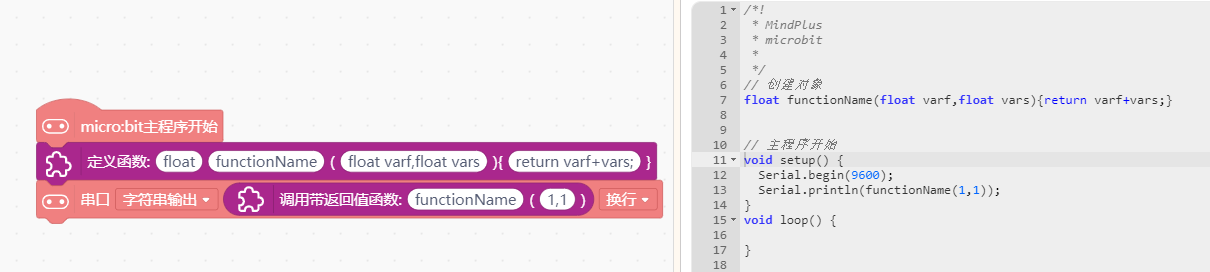 micro:bit主程序开始
定义函数: float functionName ( float varf,float vars ){ return varf+vars; }
串口 字符串输出 调用带返回值函数: functionName ( 1,1 ) 换行
1 /*!
2  * MindPlus
3  * microbit
4  *
5  */
6 // 创建对象
7 float functionName(float varf,float vars){return varf+vars;}
8
9
10 // 主程序开始
11 void setup() {
12   Serial.begin(9600);
13   Serial.println(functionName(1,1));
14 }
15 void loop() {
16
17 }
18